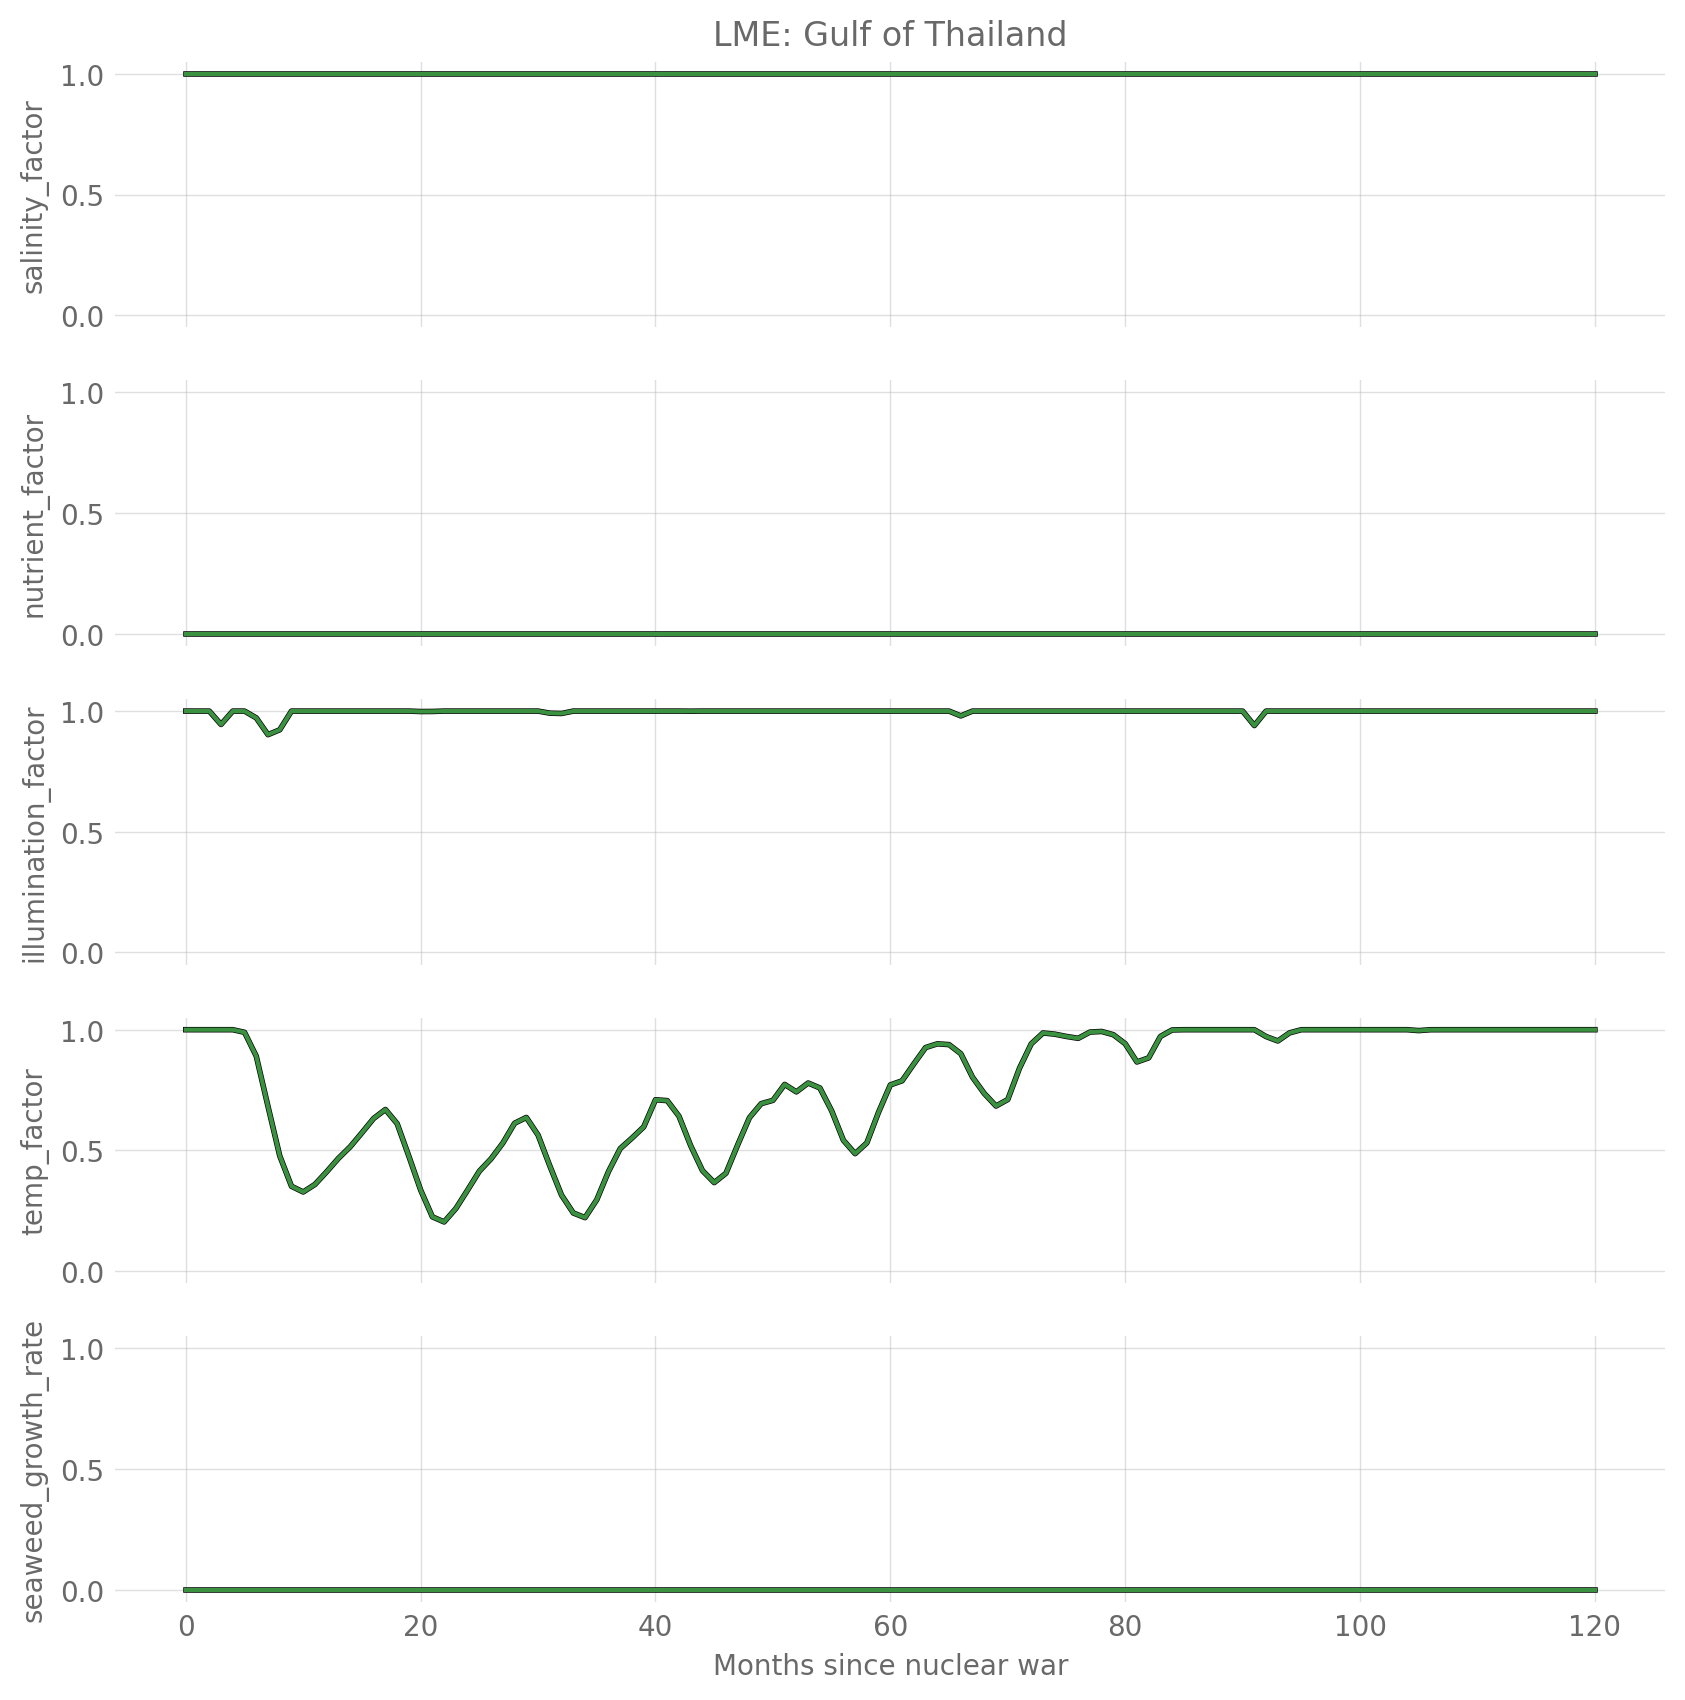 LME: Gulf of Thailand
salinity_factor
1.0
0.5
0.0
nutrient_factor
1.0
0.5
0.0
illumination_factor
1.0
0.5
0.0
temp_factor
1.0
0.5
0.0
seaweed_growth_rate
1.0
0.5
0.0
0 20 40 60 80 100 120
Months since nuclear war